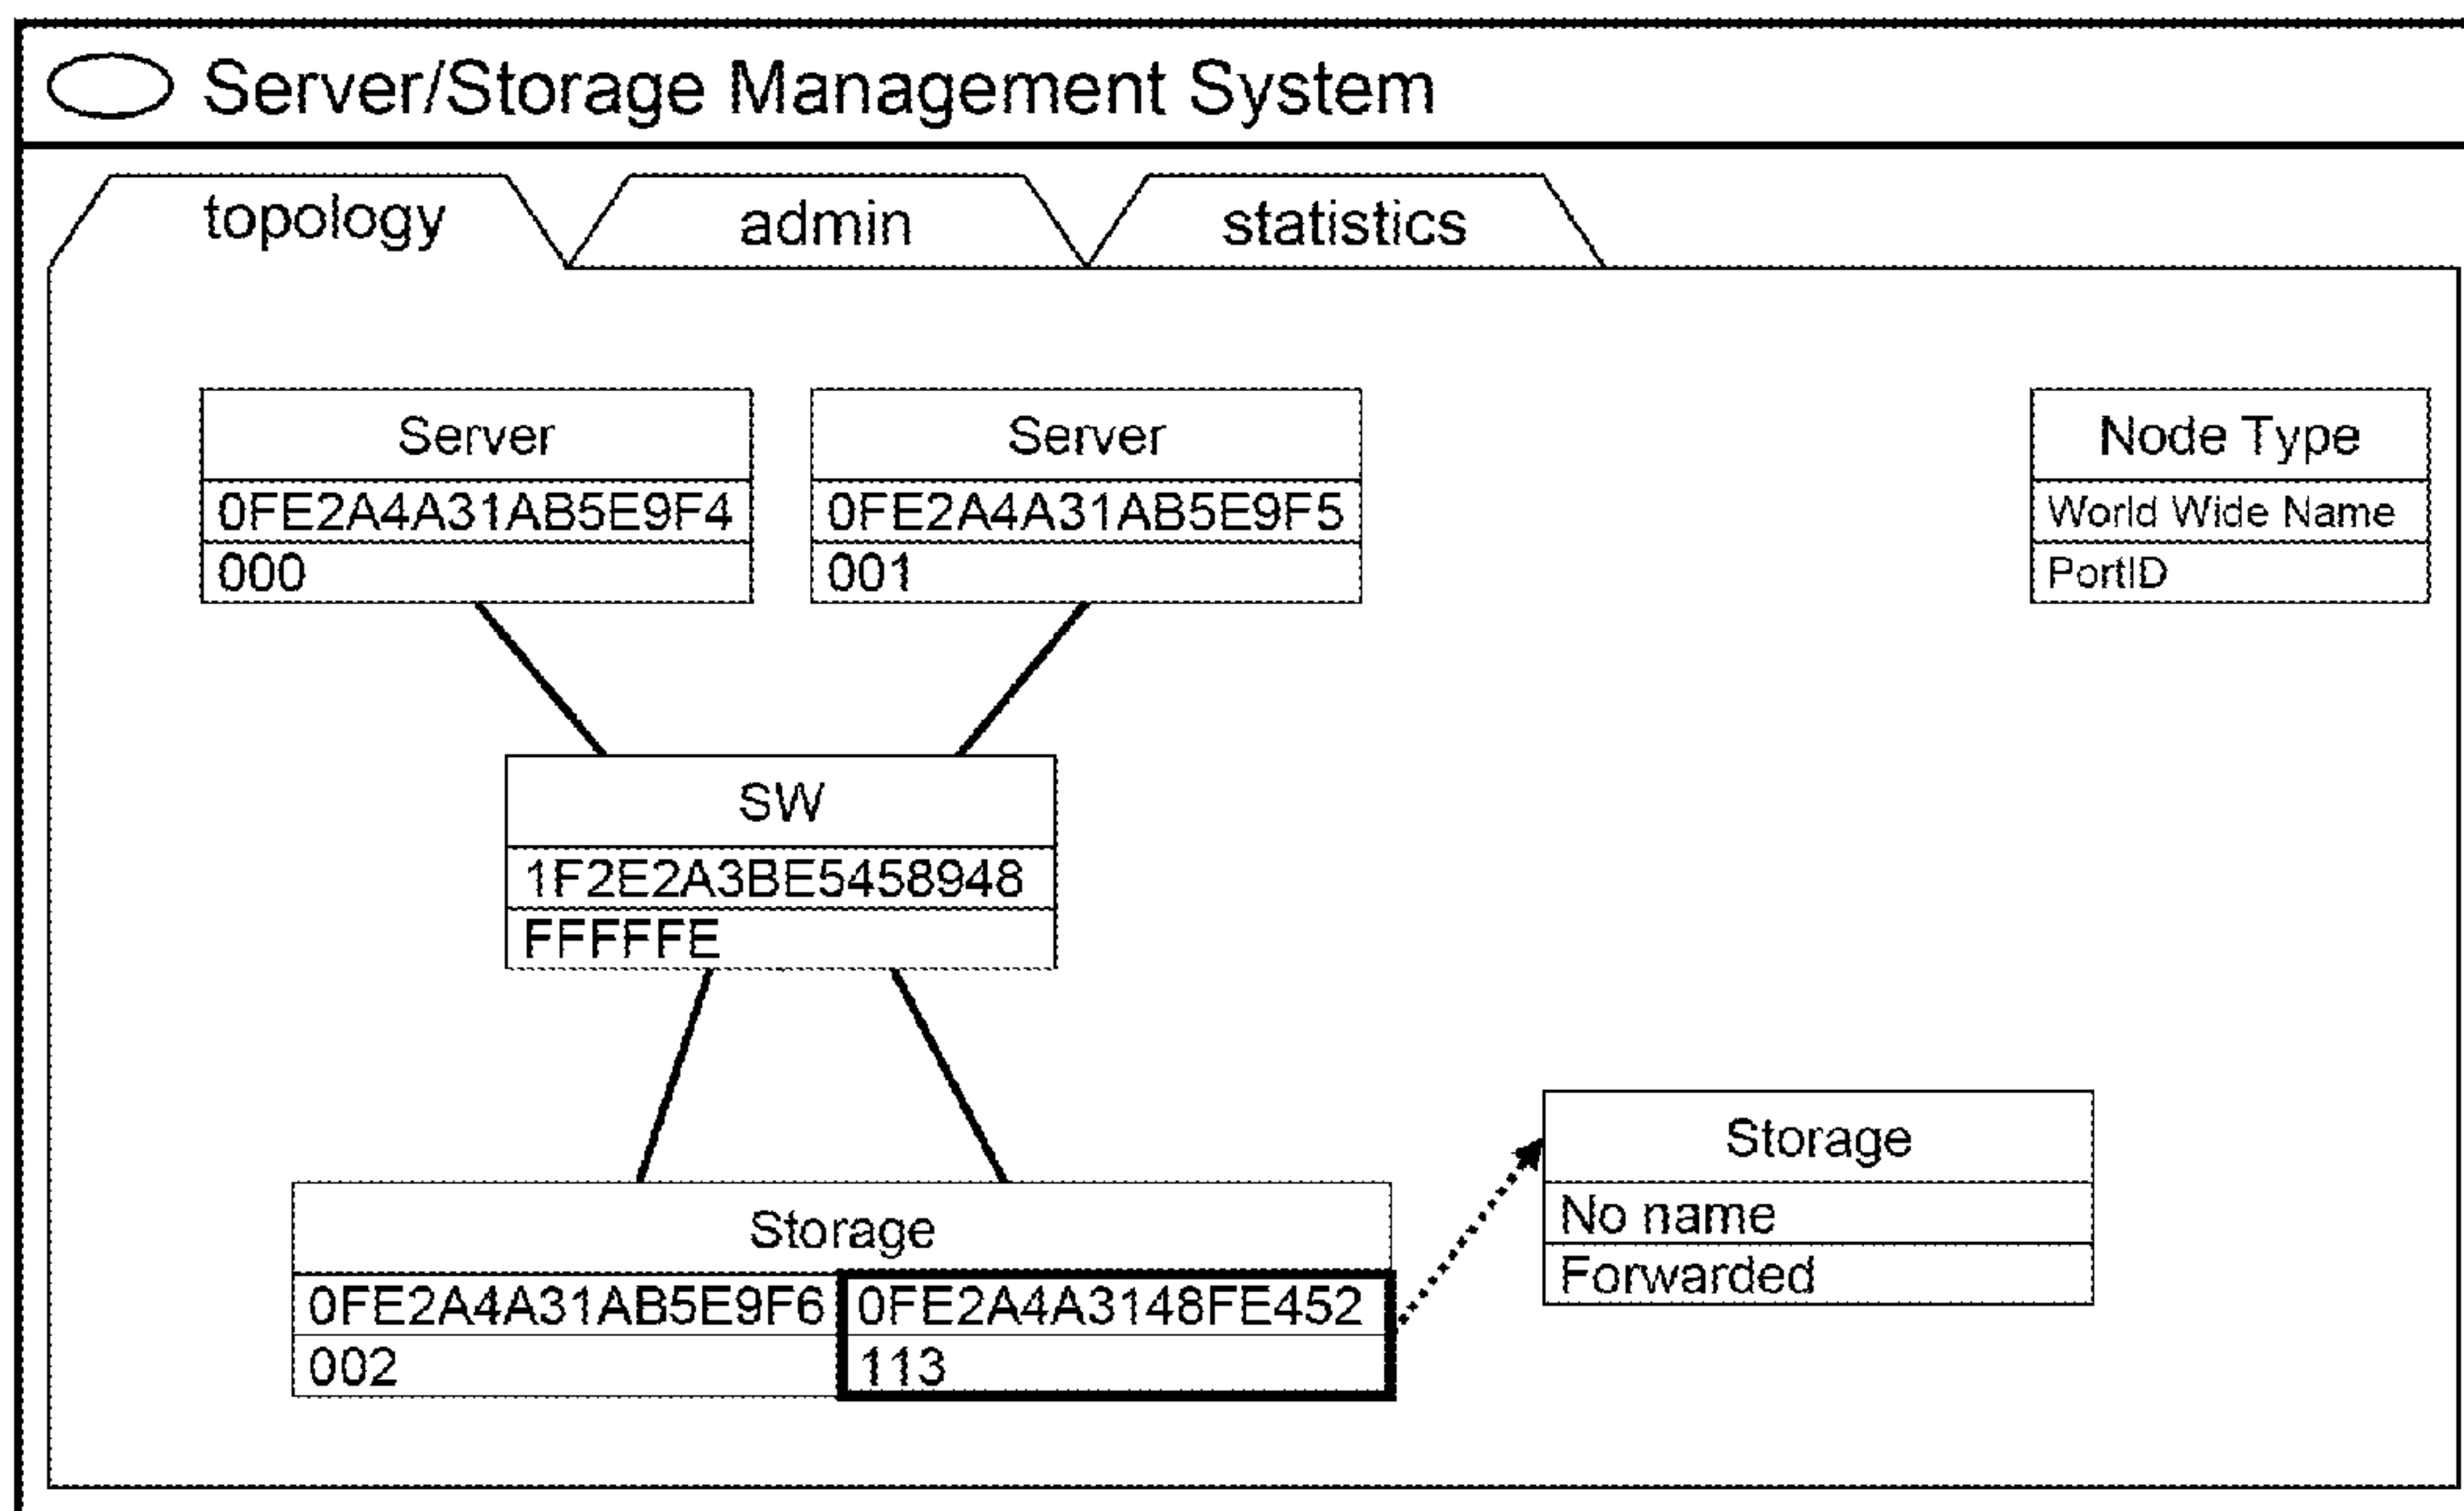 Server/Storage Management System
topology admin statistics
Server
0FE2A4A31AB5E9F4
000
Server
0FE2A4A31AB5E9F5
001
Node Type
World Wide Name
PortID
SW
1F2E2A3BE5458948
FFFFFE
Storage
0FE2A4A31AB5E9F6 0FE2A4A3148FE452
002 113
Storage
No name
Forwarded